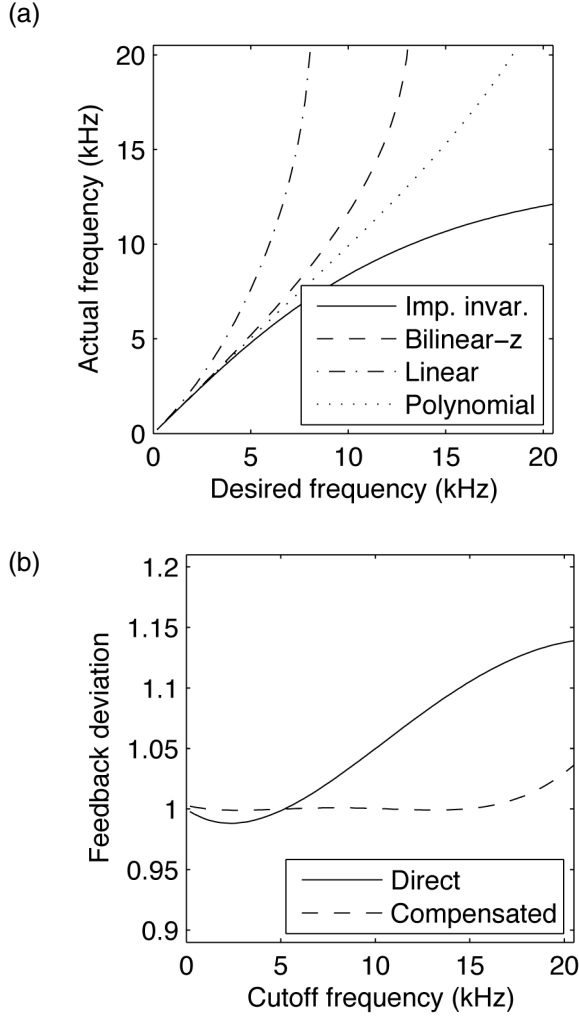 (a)
20
15
10
5
0
Actual frequency (kHz)
Imp. invar.
Bilinear-z
Linear
Polynomial
0 5 10 15 20
Desired frequency (kHz)
(b)
1.2
1.15
1.1
1.05
1
0.95
0.9
Feedback deviation
Direct
Compensated
0 5 10 15 20
Cutoff frequency (kHz)